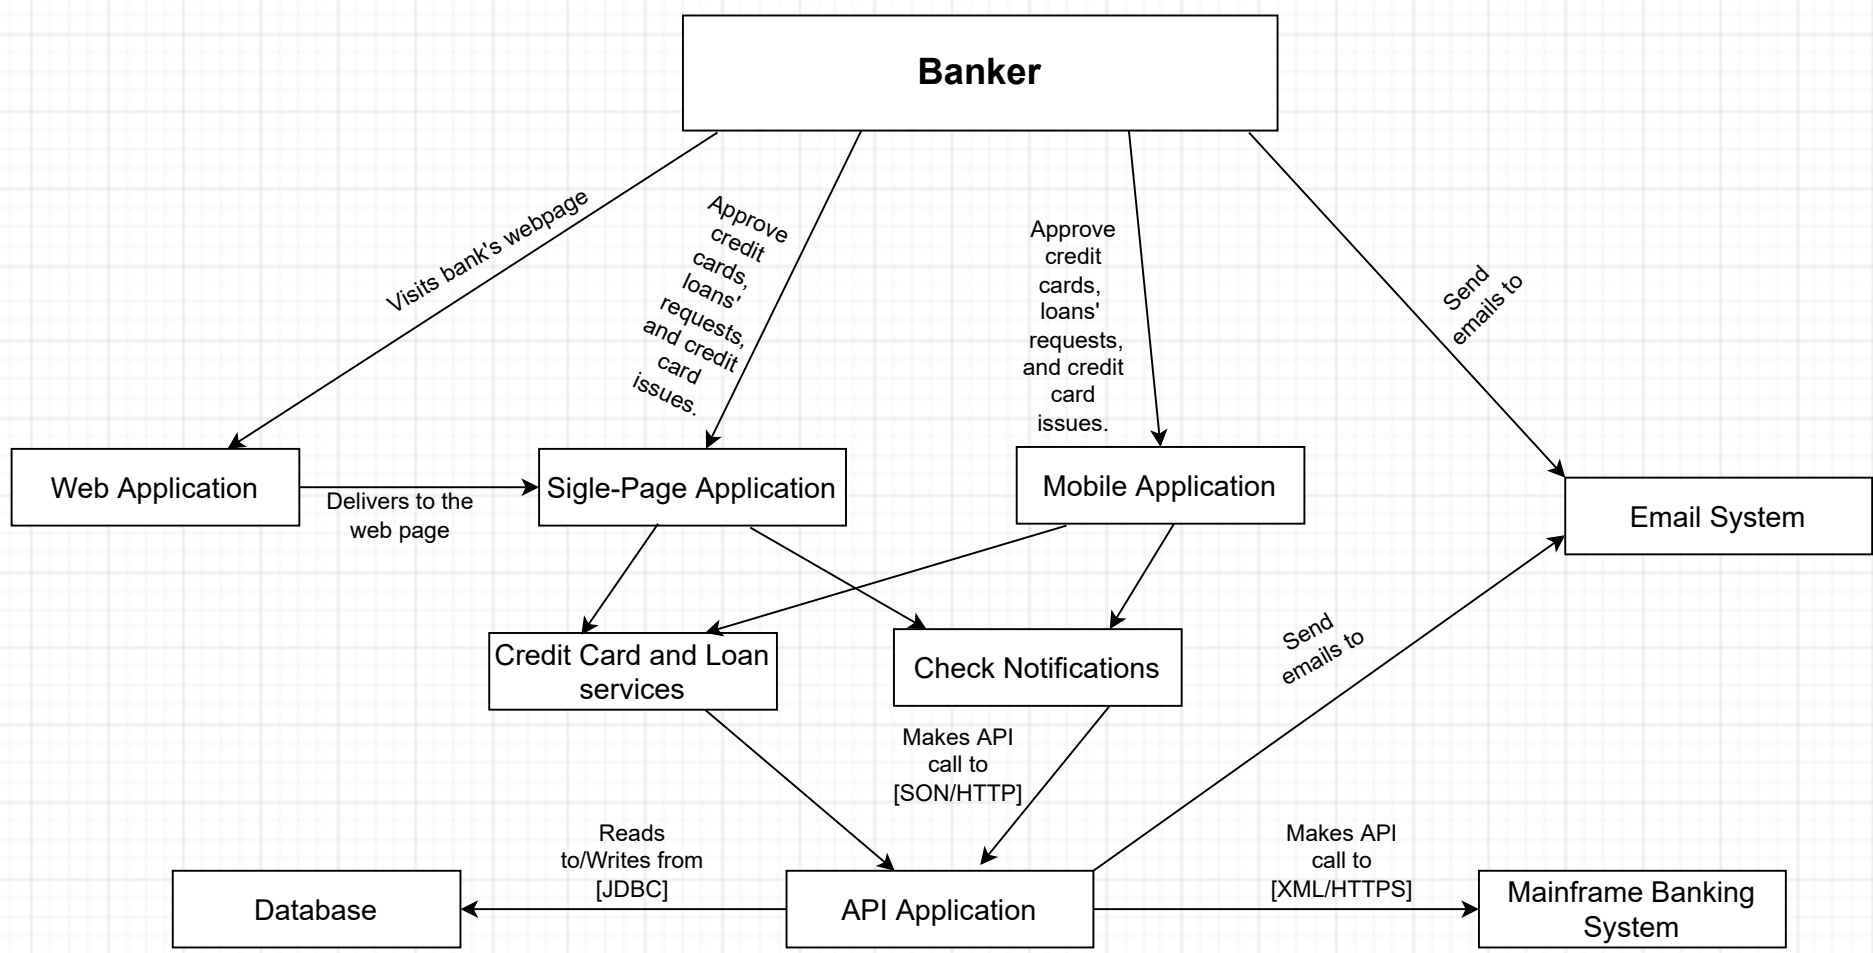 Banker
Visits bank's webpage
Approve
credit
cards,
loans'
requests,
and credit
card
issues.
Approve
credit
cards,
loans'
requests,
and credit
card
issues.
Send
emails to
Web Application
Delivers to the
web page
Sigle-Page Application
Mobile Application
Email System
Credit Card and Loan
services
Check Notifications
Send
emails to
Makes API
call to
[SON/HTTP]
Reads
to/Writes from
[JDBC]
Makes API
call to
[XML/HTTPS]
Database
API Application
Mainframe Banking
System